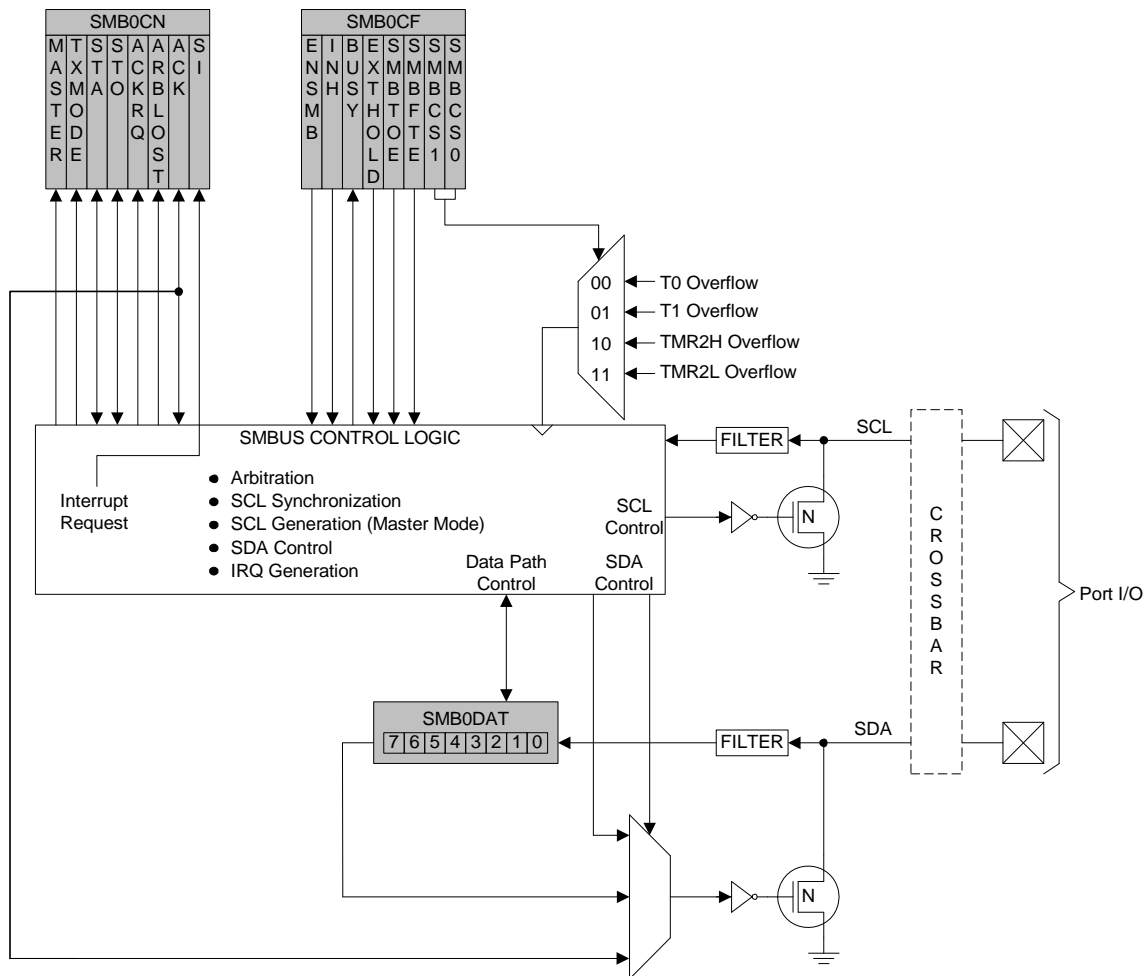 SMB0CN
MASTER
TXMODE
STA
STO
ACKRQ
ARBLOST
ACK
SI
SMB0CF
ENSMB
INH
BUSY
EXTHOLD
SMBTOE
SMBFTE
SMBCS1
SMBCS0
00
T0 Overflow
01
T1 Overflow
10
TMR2H Overflow
11
TMR2L Overflow
SMBUS CONTROL LOGIC
Interrupt
Request
● Arbitration
● SCL Synchronization
● SCL Generation (Master Mode)
● SDA Control
● IRQ Generation
SCL
Control
Data Path
Control
SDA
Control
FILTER
SCL
N
CROSSBAR
Port I/O
SMB0DAT
7 6 5 4 3 2 1 0
FILTER
SDA
N